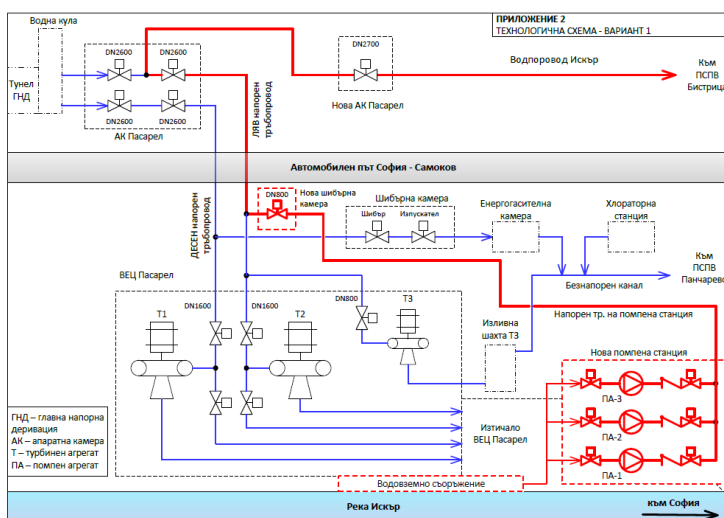 ПРИЛОЖЕНИЕ 2
ТЕХНОЛОГИЧНА СХЕМА - ВАРИАНТ 1
Водна кула
DN2600
DN2600
DN2700
Водпоровод Искър
Към
ПСПВ
Бистрица
Тунел
ГНД
DN2600
DN2600
АК Пасарел
Нова АК Пасарел
ЛЯВ напорен
тръбопровод
Автомобилен път София - Самоков
ДЕСЕН напорен
тръбопровод
DN800
Нова шибърна
камера
Шибърна камера
Шибър
Изпускател
Енергогасителна
камера
Хлораторна
станция
Към
ПСПВ
Панчарево
Безнапорен канал
ВЕЦ Пасарел
DN1600
DN1600
DN800
Т1
Т2
Т3
Изливна
шахта Т3
Напорен тр. на помпена станция
Нова помпена станция
ПА-3
ПА-2
ПА-1
ГНД – главна напорна
деривация
АК – апаратна камера
Т – турбинен агрегат
ПА – помпен агрегат
Изтичало
ВЕЦ Пасарел
Водовземно съоръжение
Река Искър
към София